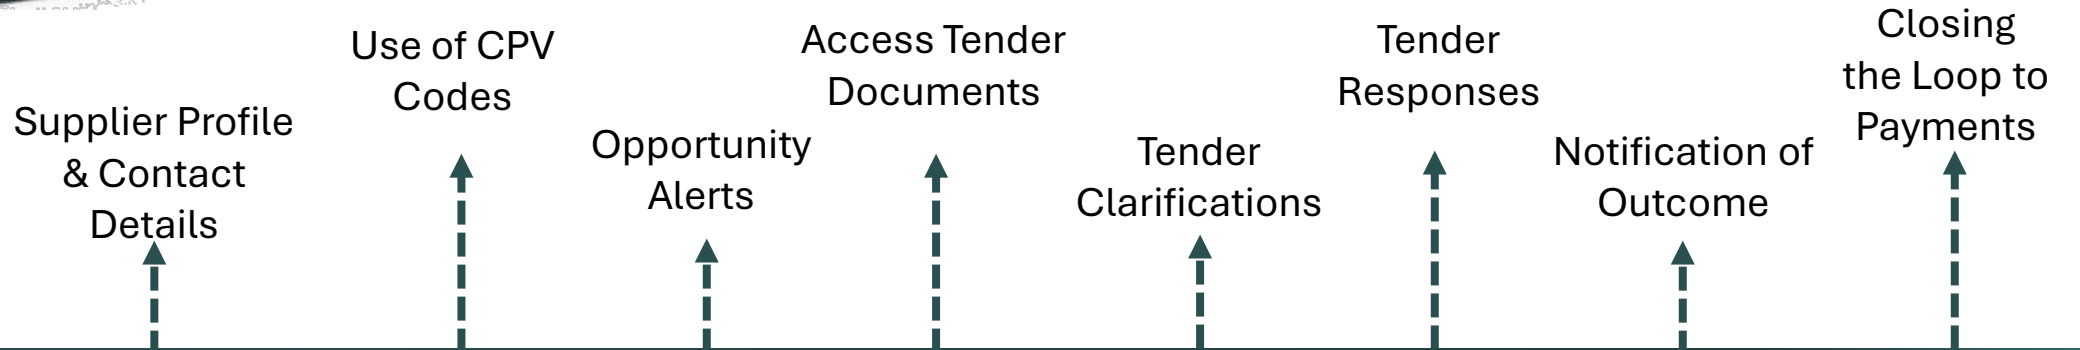 Supplier Profile
& Contact
Details
Use of CPV
Codes
Opportunity
Alerts
Access Tender
Documents
Tender
Clarifications
Tender
Responses
Notification of
Outcome
Closing
the Loop to
Payments